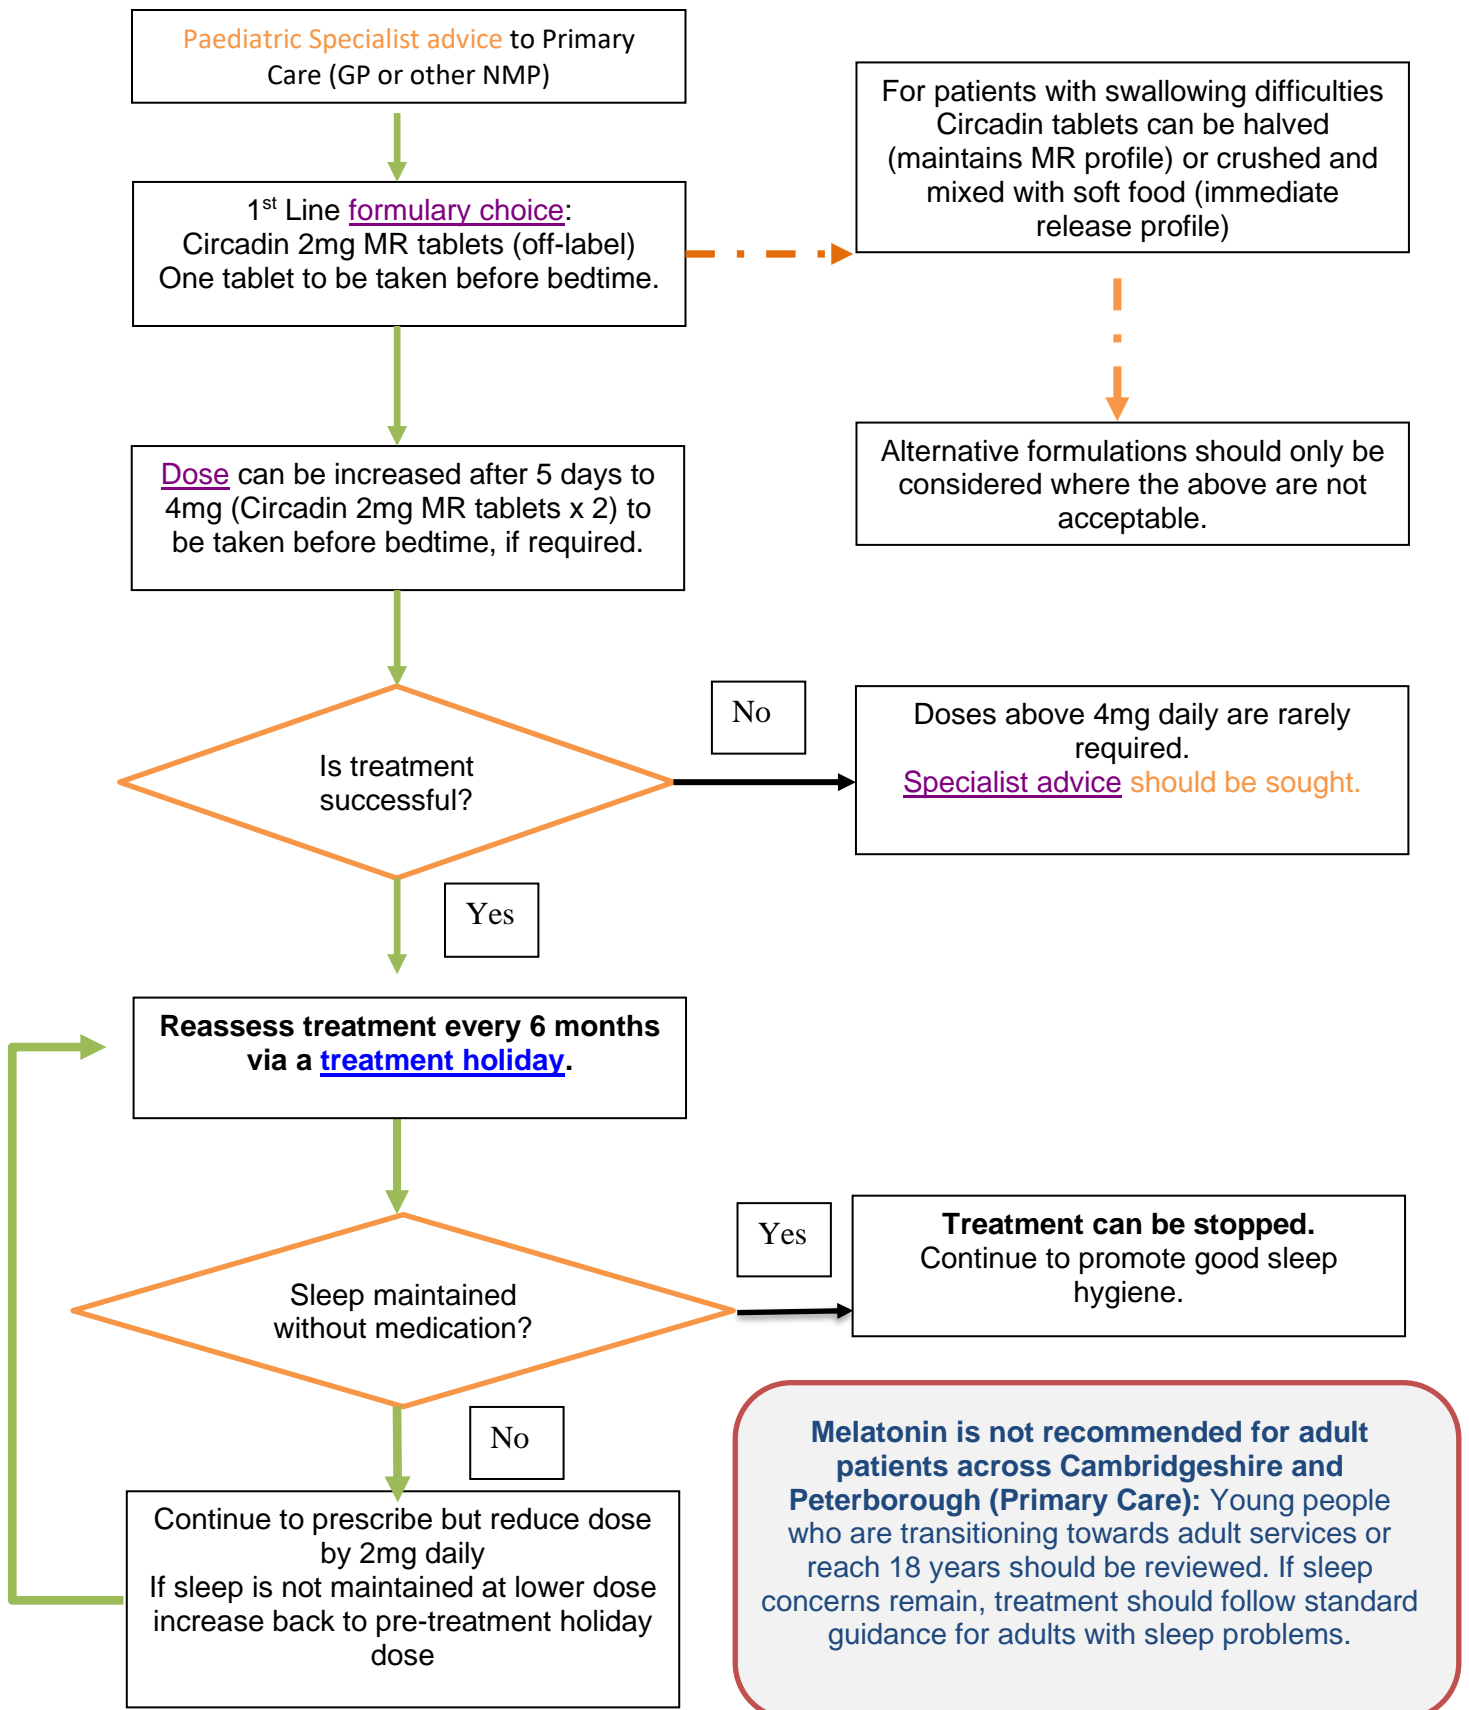 Paediatric Specialist advice to Primary
Care (GP or other NMP)
For patients with swallowing difficulties
Circadin tablets can be halved
(maintains MR profile) or crushed and
mixed with soft food (immediate
release profile)
1st Line formulary choice:
Circadin 2mg MR tablets (off-label)
One tablet to be taken before bedtime.
Alternative formulations should only be
considered where the above are not
acceptable.
Dose can be increased after 5 days to
4mg (Circadin 2mg MR tablets x 2) to
be taken before bedtime, if required.
Is treatment
successful?
No
Doses above 4mg daily are rarely
required.
Specialist advice should be sought.
Yes
Reassess treatment every 6 months
via a treatment holiday.
Sleep maintained
without medication?
Yes
Treatment can be stopped.
Continue to promote good sleep
hygiene.
No
Continue to prescribe but reduce dose
by 2mg daily
If sleep is not maintained at lower dose
increase back to pre-treatment holiday
dose
Melatonin is not recommended for adult
patients across Cambridgeshire and
Peterborough (Primary Care): Young people
who are transitioning towards adult services or
reach 18 years should be reviewed. If sleep
concerns remain, treatment should follow standard
guidance for adults with sleep problems.